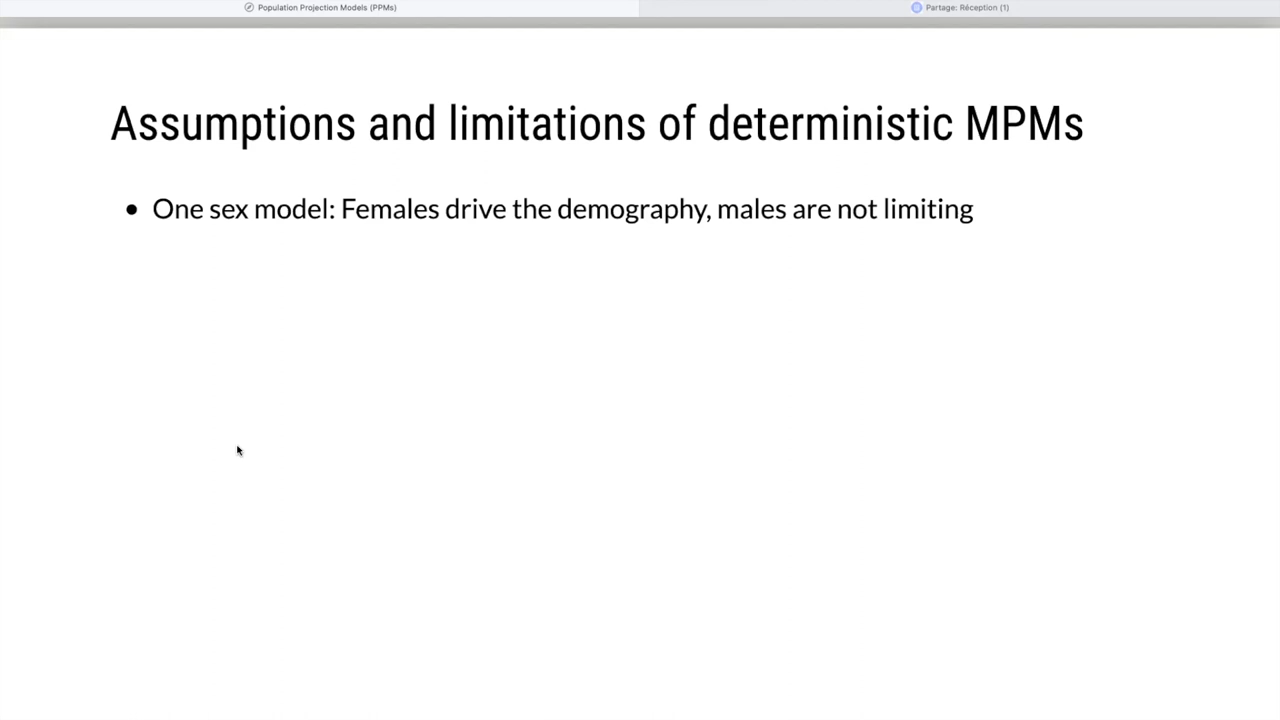 Population Projection Models (PPMs)
Partage: Réception (1)
Assumptions and limitations of deterministic MPMs
• One sex model: Females drive the demography, males are not limiting